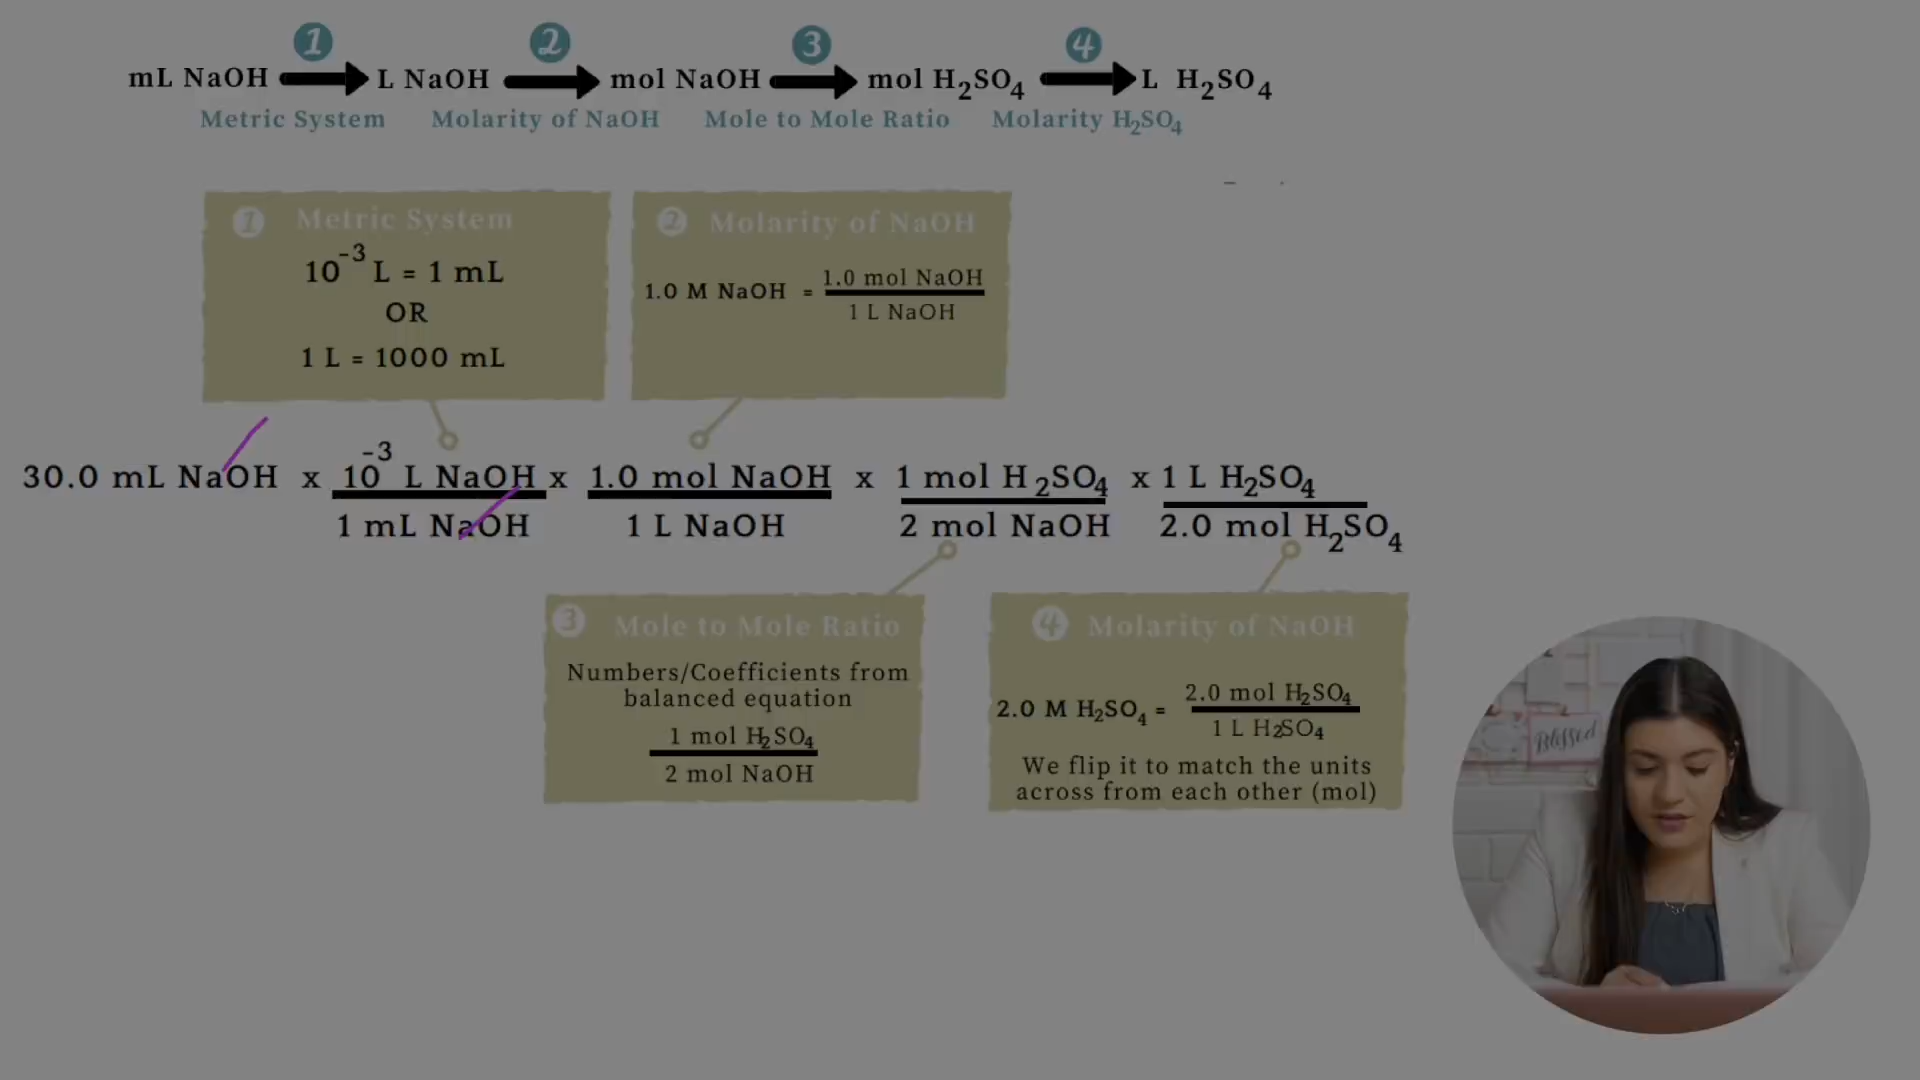 1 2 3 4
mL NaOH L NaOH mol NaOH mol H₂SO₄ L H₂SO₄
Metric System Molarity of NaOH Mole to Mole Ratio Molarity H₂SO₄
1 Metric System
10⁻³ L = 1 mL
OR
1 L = 1000 mL
2 Molarity of NaOH
1.0 M NaOH = 1.0 mol NaOH
1 L NaOH
30.0 mL NaOH x 10⁻³ L NaOH x 1.0 mol NaOH x 1 mol H₂SO₄ x 1 L H₂SO₄
1 mL NaOH 1 L NaOH 2 mol NaOH 2.0 mol H₂SO₄
3 Mole to Mole Ratio
Numbers/Coefficients from
balanced equation
1 mol H₂SO₄
2 mol NaOH
4 Molarity of NaOH
2.0 M H₂SO₄ = 2.0 mol H₂SO₄
1 L H₂SO₄
We flip it to match the units
across from each other (mol)
Blessed